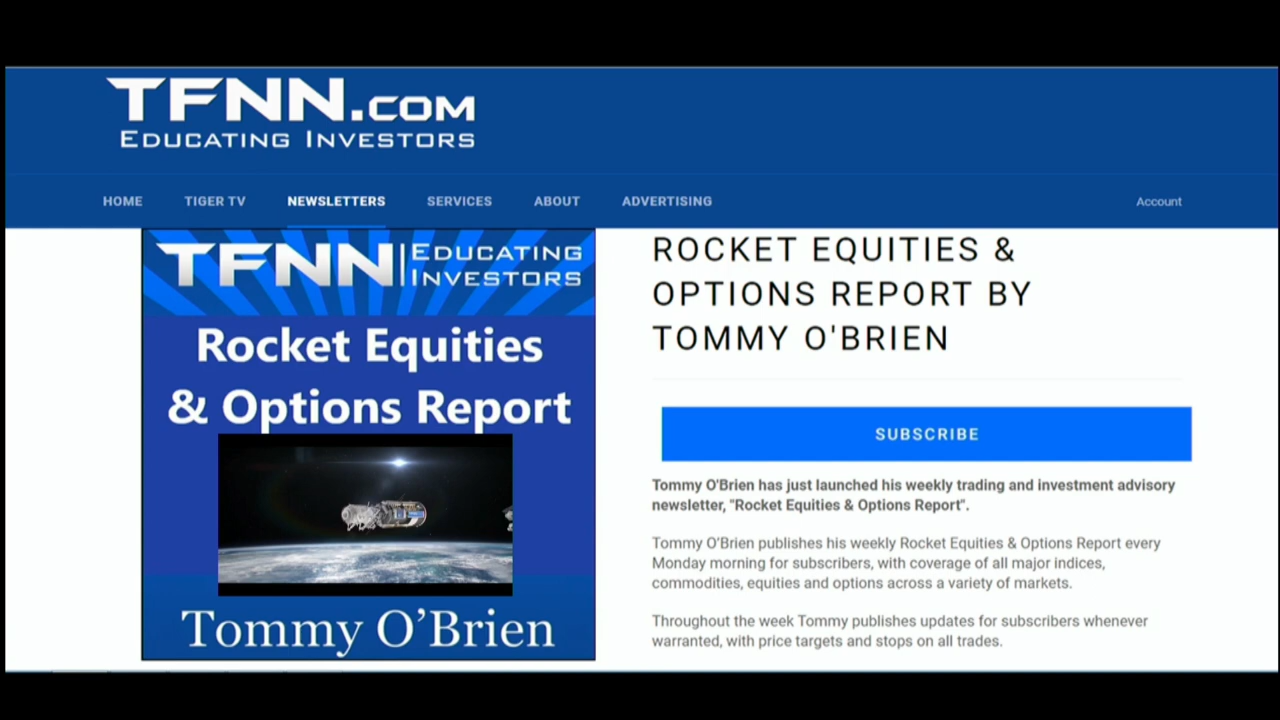 TFNN.COM
EDUCATING INVESTORS
HOME TIGER TV NEWSLETTERS SERVICES ABOUT ADVERTISING Account
TFNN EDUCATING
INVESTORS
Rocket Equities
& Options Report
Tommy O’Brien
ROCKET EQUITIES &
OPTIONS REPORT BY
TOMMY O'BRIEN
SUBSCRIBE
Tommy O'Brien has just launched his weekly trading and investment advisory
newsletter, "Rocket Equities & Options Report".
Tommy O’Brien publishes his weekly Rocket Equities & Options Report every
Monday morning for subscribers, with coverage of all major indices,
commodities, equities and options across a variety of markets.
Throughout the week Tommy publishes updates for subscribers whenever
warranted, with price targets and stops on all trades.